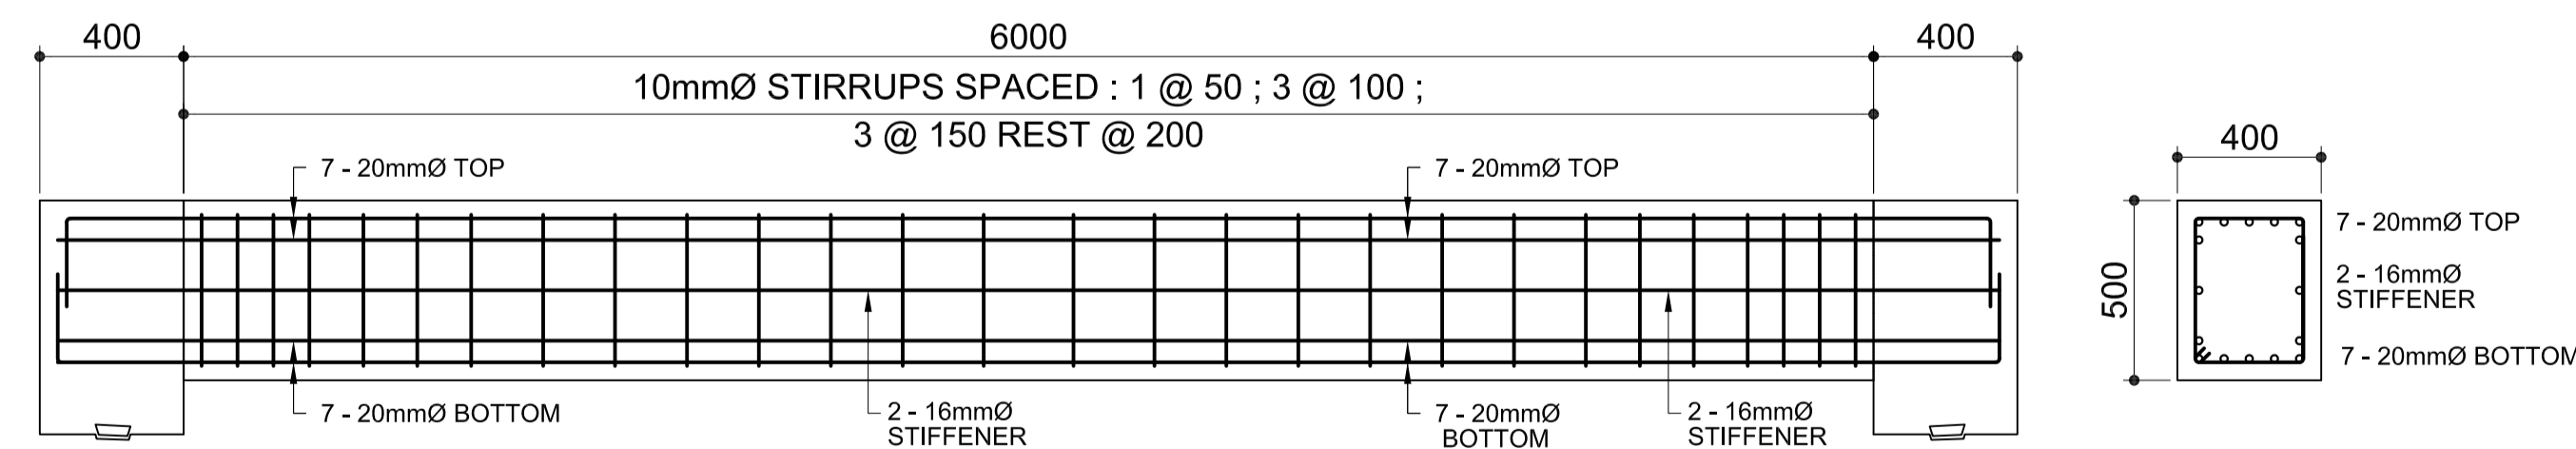 400
6000
400
10mmØ STIRRUPS SPACED : 1 @ 50 ; 3 @ 100 ;
3 @ 150 REST @ 200
7 - 20mmØ TOP
7 - 20mmØ TOP
7 - 20mmØ BOTTOM
2 - 16mmØ
STIFFENER
7 - 20mmØ
BOTTOM
2 - 16mmØ
STIFFENER
400
500
7 - 20mmØ TOP
2 - 16mmØ
STIFFENER
7 - 20mmØ BOTTOM